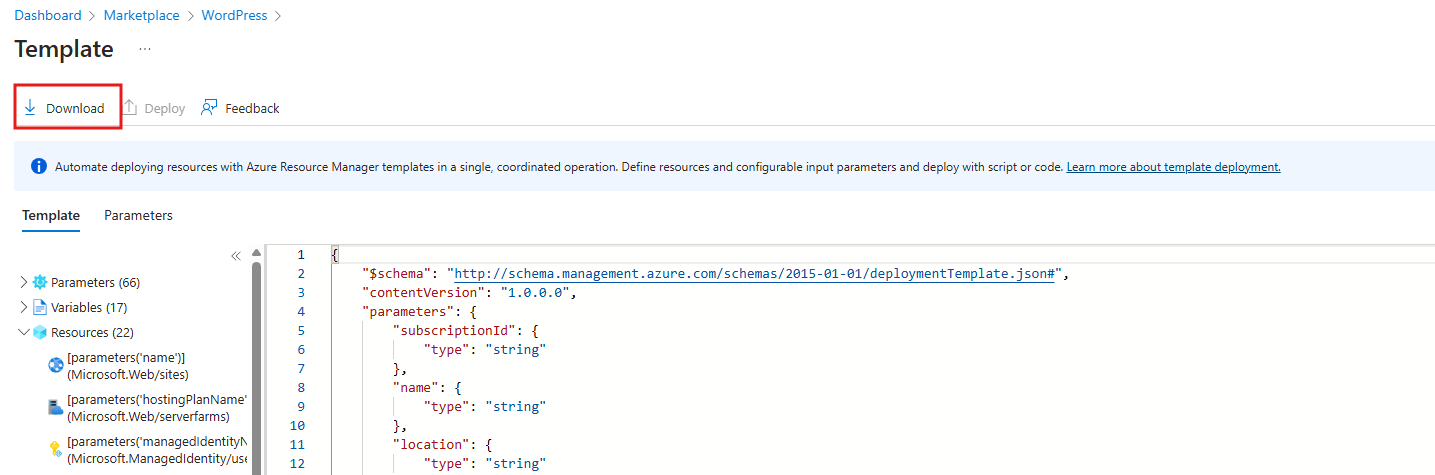 Dashboard > Marketplace > WordPress >
Template ...
Download Deploy Feedback
Automate deploying resources with Azure Resource Manager templates in a single, coordinated operation. Define resources and configurable input parameters and deploy with script or code. Learn more about template deployment.
Template Parameters
Parameters (66)
Variables (17)
Resources (22)
[parameters('name')]
(Microsoft.Web/sites)
[parameters('hostingPlanName'
(Microsoft.Web/serverfarms)
[parameters('managedIdentityN
(Microsoft.ManagedIdentity/use
1 {
2 "$schema": "http://schema.management.azure.com/schemas/2015-01-01/deploymentTemplate.json#",
3 "contentVersion": "1.0.0.0",
4 "parameters": {
5 "subscriptionId": {
6 "type": "string"
7 },
8 "name": {
9 "type": "string"
10 },
11 "location": {
12 "type": "string"